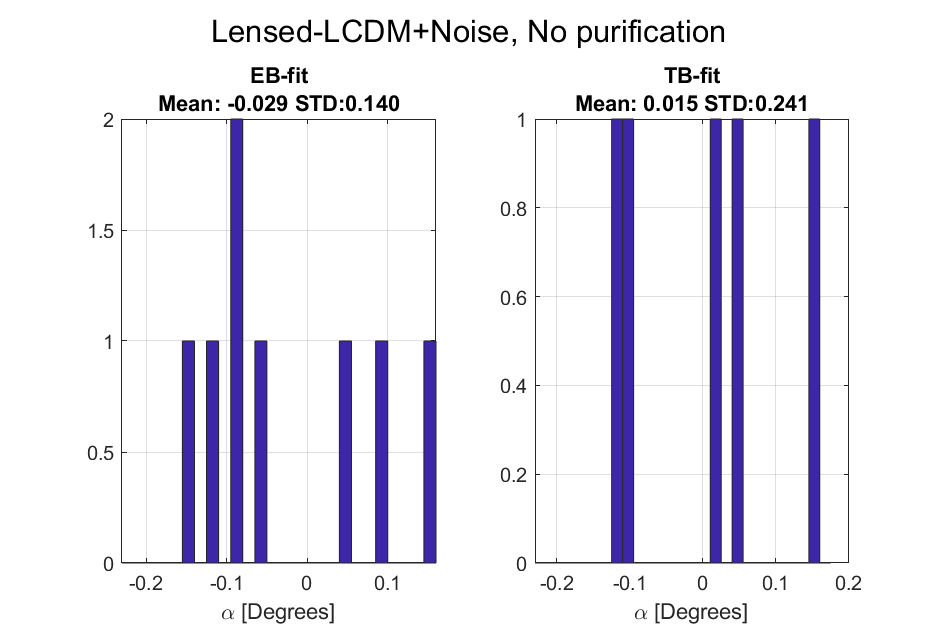 Lensed-LCDM+Noise, No purification
EB-fit
Mean: -0.029 STD:0.140
2
1.5
1
0.5
0
-0.2
-0.1
0
0.1
α [Degrees]
TB-fit
Mean: 0.015 STD:0.241
1
0.8
0.6
0.4
0.2
0
-0.2
-0.1
0
0.1
0.2
α [Degrees]